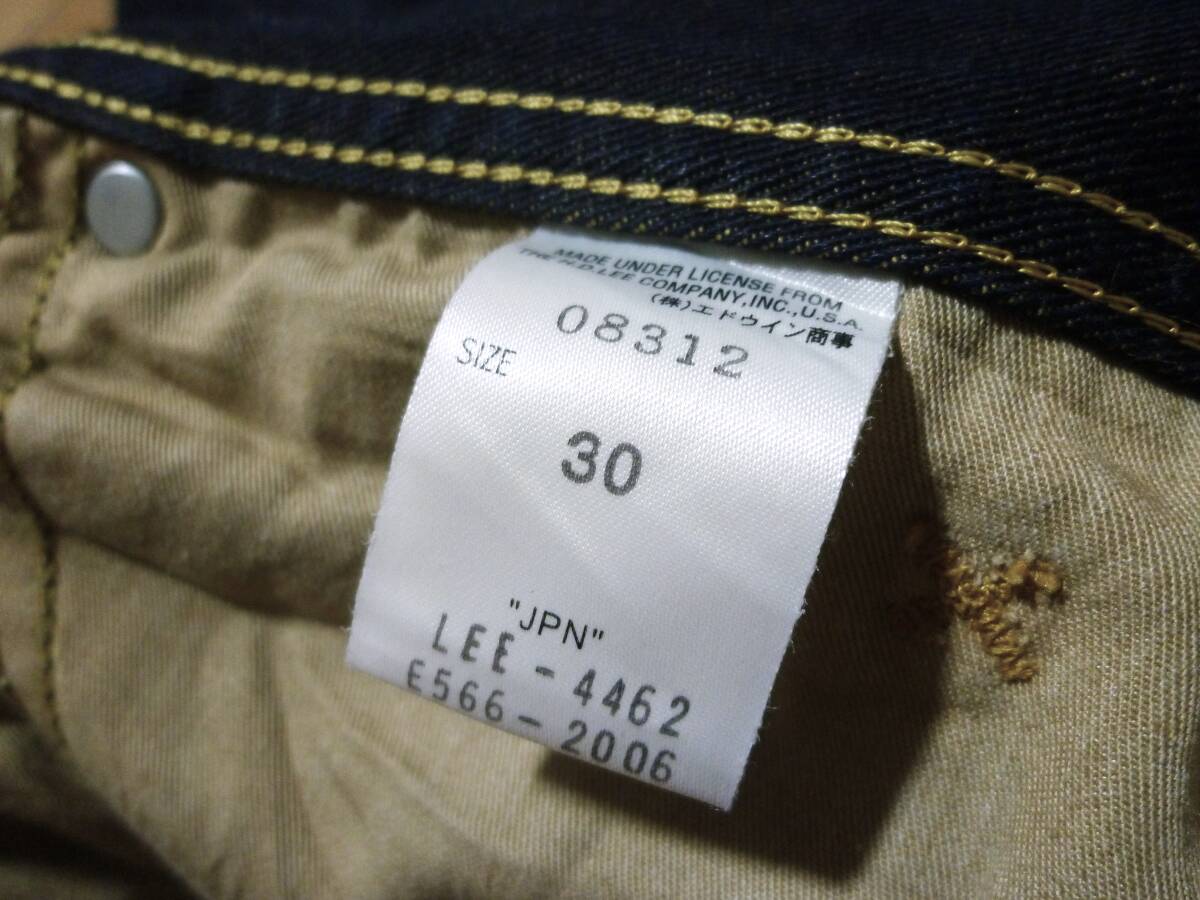 MADE UNDER LICENSE FROM
THE H.D. LEE COMPANY, INC., U.S.A.
(株)エドウイン商事
08312
SIZE
30
"JPN"
LEE-4462
E566-2006